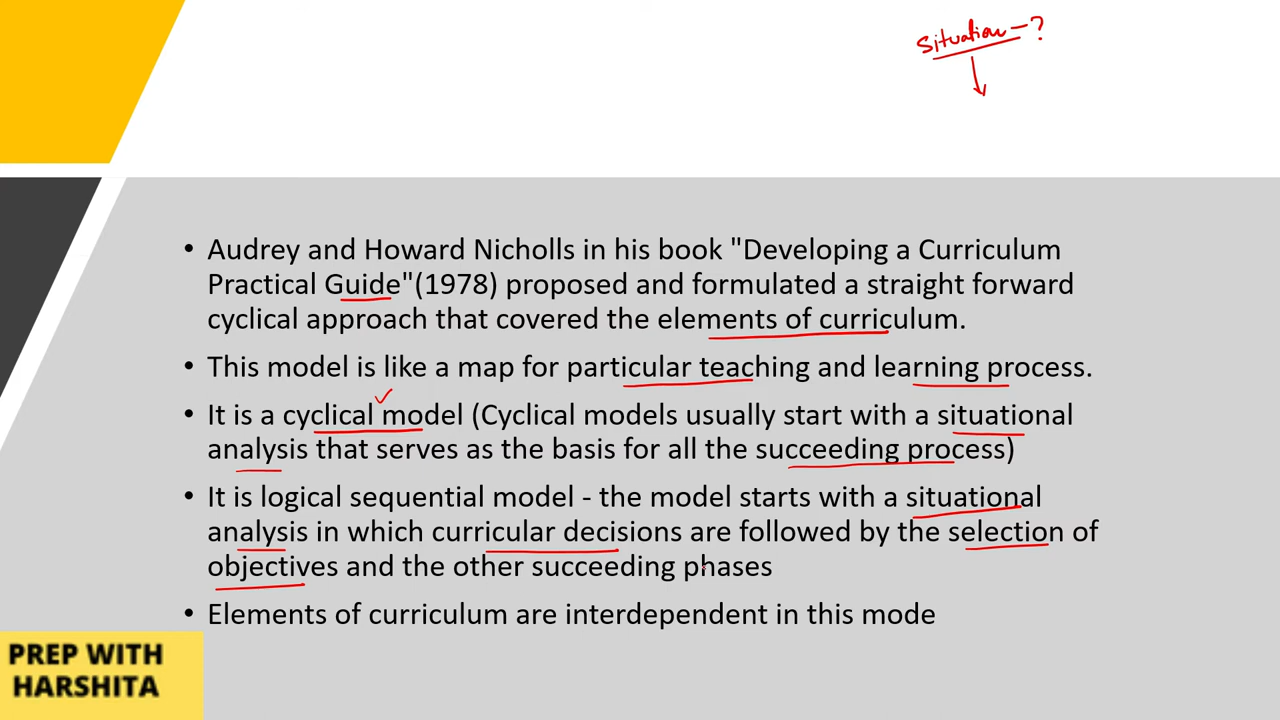 Situation - ?
• Audrey and Howard Nicholls in his book "Developing a Curriculum
Practical Guide"(1978) proposed and formulated a straight forward
cyclical approach that covered the elements of curriculum.
• This model is like a map for particular teaching and learning process.
• It is a cyclical model (Cyclical models usually start with a situational
analysis that serves as the basis for all the succeeding process)
• It is logical sequential model - the model starts with a situational
analysis in which curricular decisions are followed by the selection of
objectives and the other succeeding phases
• Elements of curriculum are interdependent in this mode
PREP WITH
HARSHITA